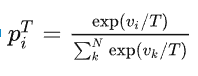 p_i^T = \frac{\exp(v_i/T)}{\sum_k^N \exp(v_k/T)}